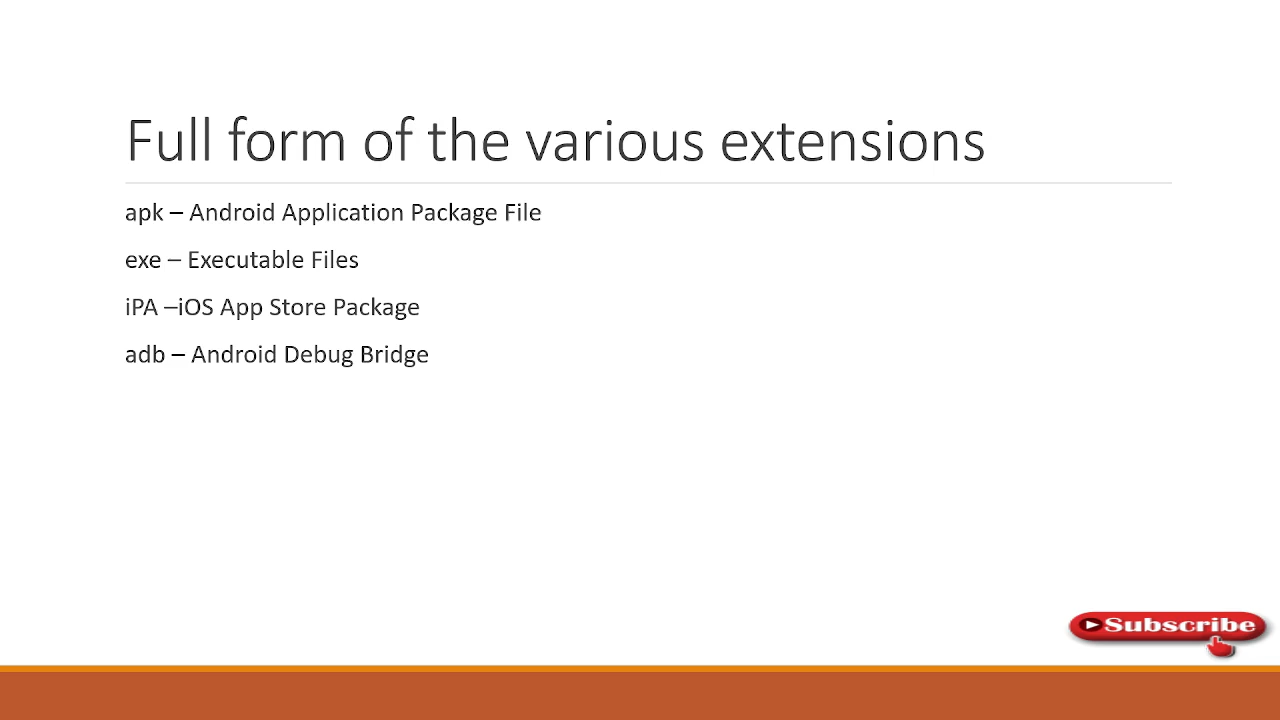 Full form of the various extensions
apk – Android Application Package File
exe – Executable Files
iPA –iOS App Store Package
adb – Android Debug Bridge
Subscribe